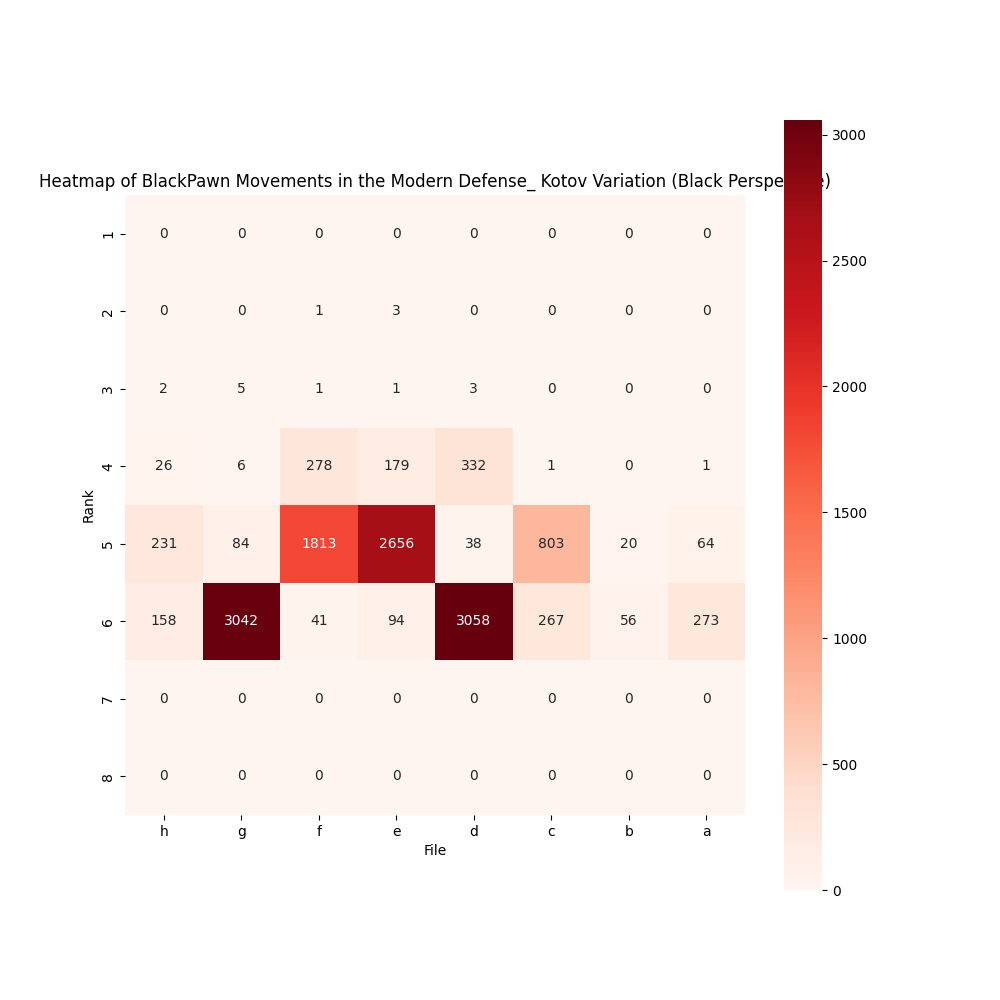 Heatmap of BlackPawn Movements in the Modern Defense_ Kotov Variation (Black Perspe e)
3000
2500
2000
1500
1000
500
0
Rank
1 0 0 0 0 0 0 0 0
2 0 0 1 3 0 0 0 0
3 2 5 1 1 3 0 0 0
4 26 6 278 179 332 1 0 1
5 231 84 1813 2656 38 803 20 64
6 158 3042 41 94 3058 267 56 273
7 0 0 0 0 0 0 0 0
8 0 0 0 0 0 0 0 0
h g f e d c b a
File